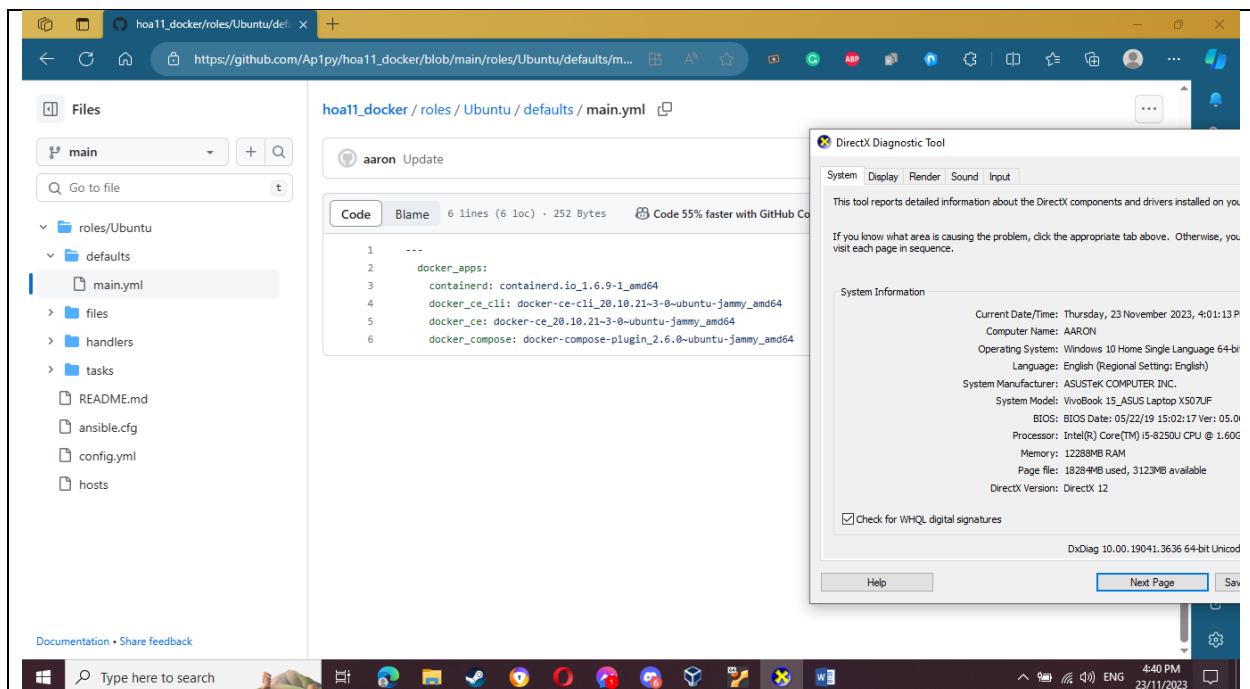 hoa11_docker/roles/Ubuntu/def
https://github.com/Ap1py/hoa11_docker/blob/main/roles/Ubuntu/defaults/m...
Files
main
Go to file
t
roles/Ubuntu
defaults
main.yml
files
handlers
tasks
README.md
ansible.cfg
config.yml
hosts
Documentation • Share feedback
hoa11_docker / roles / Ubuntu / defaults / main.yml
aaron Update
Code Blame 6 lines (6 loc) · 252 Bytes Code 55% faster with GitHub Co
1 ---
2 docker_apps:
3 containerd: containerd.io_1.6.9-1_amd64
4 docker_ce_cli: docker-ce-cli_20.10.21~3-0~ubuntu-jammy_amd64
5 docker_ce: docker-ce_20.10.21~3-0~ubuntu-jammy_amd64
6 docker_compose: docker-compose-plugin_2.6.0~ubuntu-jammy_amd64
DirectX Diagnostic Tool
System Display Render Sound Input
This tool reports detailed information about the DirectX components and drivers installed on you
If you know what area is causing the problem, click the appropriate tab above. Otherwise, you
visit each page in sequence.
System Information
Current Date/Time: Thursday, 23 November 2023, 4:01:13 P
Computer Name: AARON
Operating System: Windows 10 Home Single Language 64-bi
Language: English (Regional Setting: English)
System Manufacturer: ASUSTeK COMPUTER INC.
System Model: VivoBook 15_ASUS Laptop X507UF
BIOS: BIOS Date: 05/22/19 15:02:17 Ver: 05.0
Processor: Intel(R) Core(TM) i5-8250U CPU @ 1.60G
Memory: 12288MB RAM
Page file: 18284MB used, 3123MB available
DirectX Version: DirectX 12
Check for WHQL digital signatures
DxDiag 10.00.19041.3636 64-bit Unicod
Help Next Page Sav
Type here to search
ENG
4:40 PM
23/11/2023